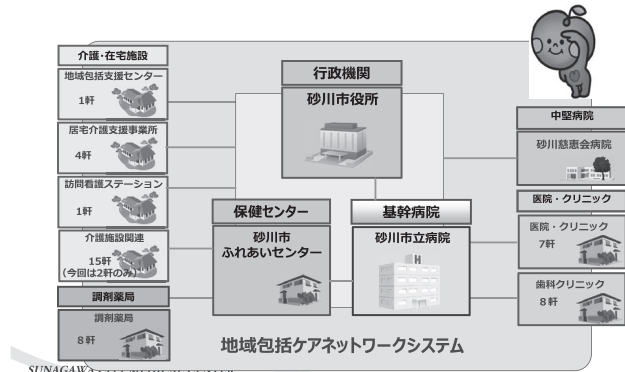 介護・在宅施設
地域包括支援センター
1軒
居宅介護支援事業所
4軒
訪問看護ステーション
1軒
介護施設関連
15軒
(今回は2軒のみ)
調剤薬局
調剤薬局
8軒
行政機関
砂川市役所
保健センター
砂川市
ふれあいセンター
基幹病院
砂川市立病院
H
中堅病院
砂川慈恵会病院
医院・クリニック
医院・クリニック
7軒
歯科クリニック
8軒
地域包括ケアネットワークシステム
SUNAGAWA